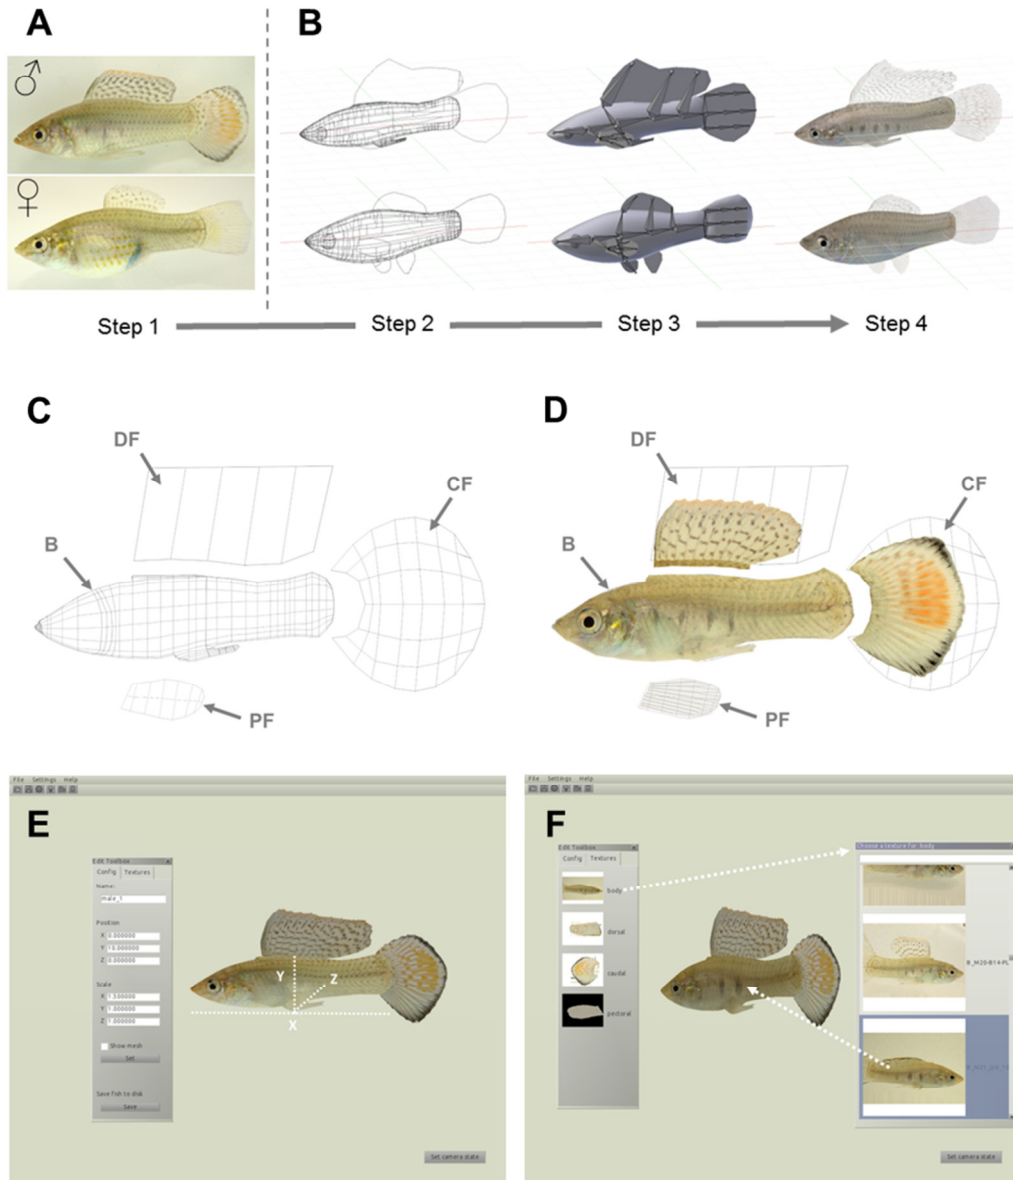 A
B
♂
♀
Step 1
Step 2
Step 3
Step 4
C
D
DF
CF
B
PF
DF
CF
B
PF
File Settings Help
E
Edit Toolbox
Config Textures
Name:
male_1
Position
X 0.000000
Y 10.000000
Z 0.000000
Scale
X 1.300000
Y 1.000000
Z 1.000000
Show mesh
Set
Save fish to disk
Save
Y
Z
X
Set camera state
File Settings Help
F
Edit Toolbox
Config Textures
body
dorsal
caudal
pectoral
Choose a texture for: body
Set camera state